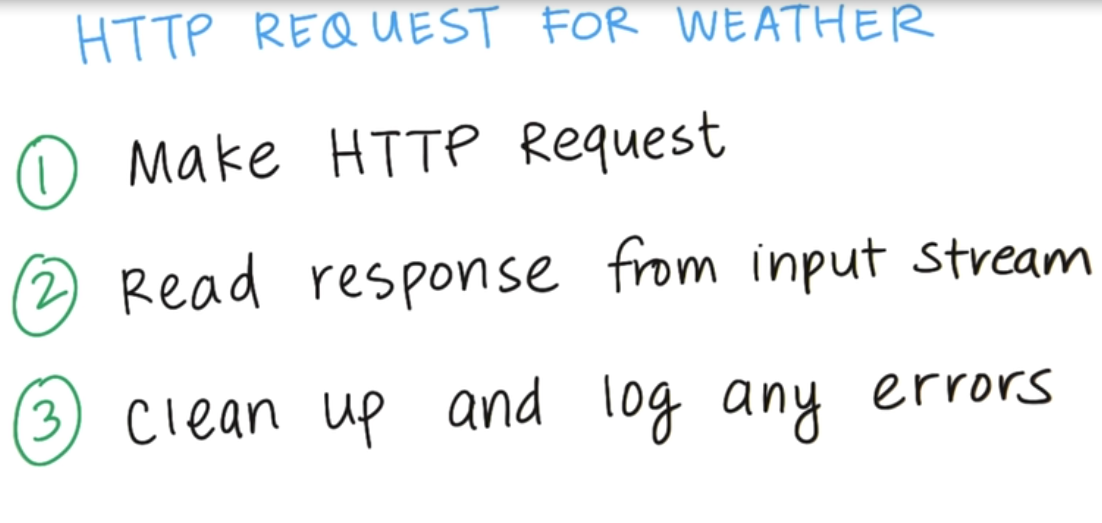 HTTP REQUEST FOR WEATHER
1 Make HTTP Request
2 Read response from input stream
3 clean up and log any errors